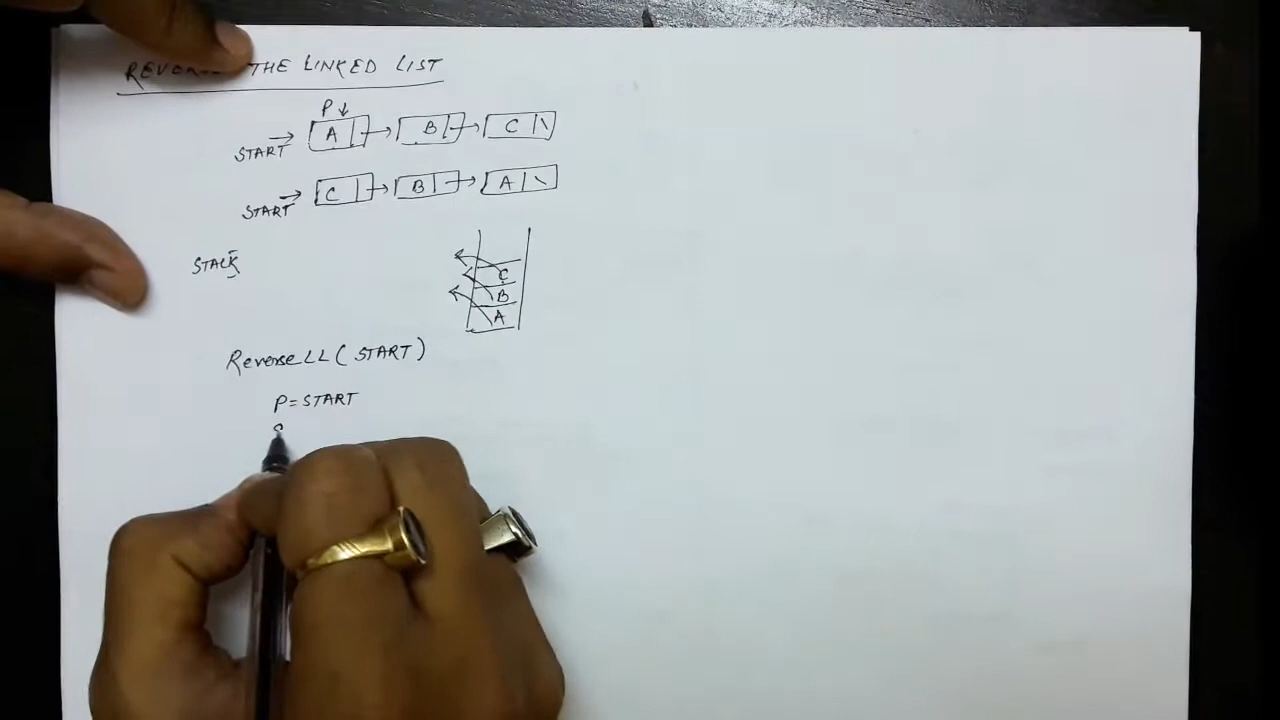 THE LINKED LIST
P
START A B C
START C B A
STACK
C
B
A
ReverseLL(START)
P=START